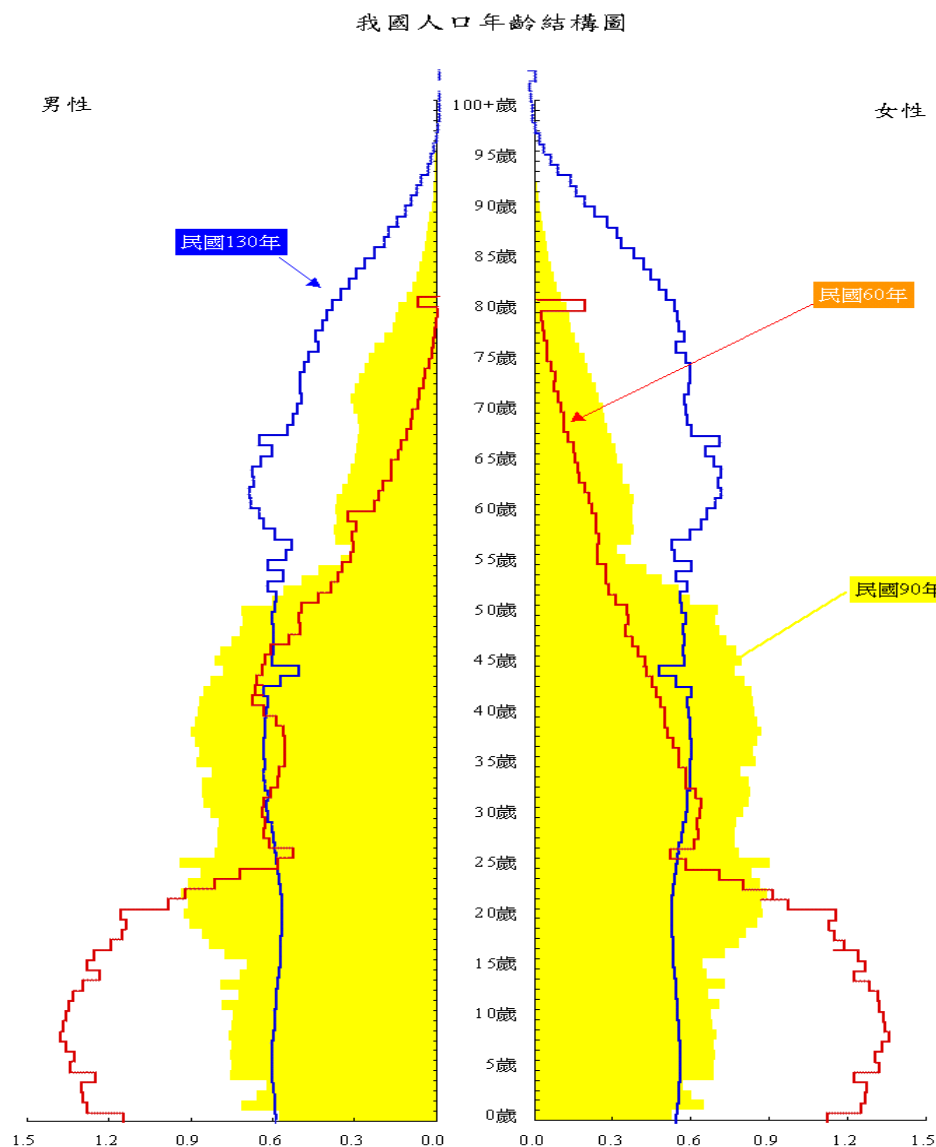 我國人口年齡結構圖
男性
女性
100+歲
95歲
90歲
85歲
80歲
75歲
70歲
65歲
60歲
55歲
50歲
45歲
40歲
35歲
30歲
25歲
20歲
15歲
10歲
5歲
0歲
民國130年
民國60年
民國90年
1.5 1.2 0.9 0.6 0.3 0.0 0.0 0.3 0.6 0.9 1.2 1.5